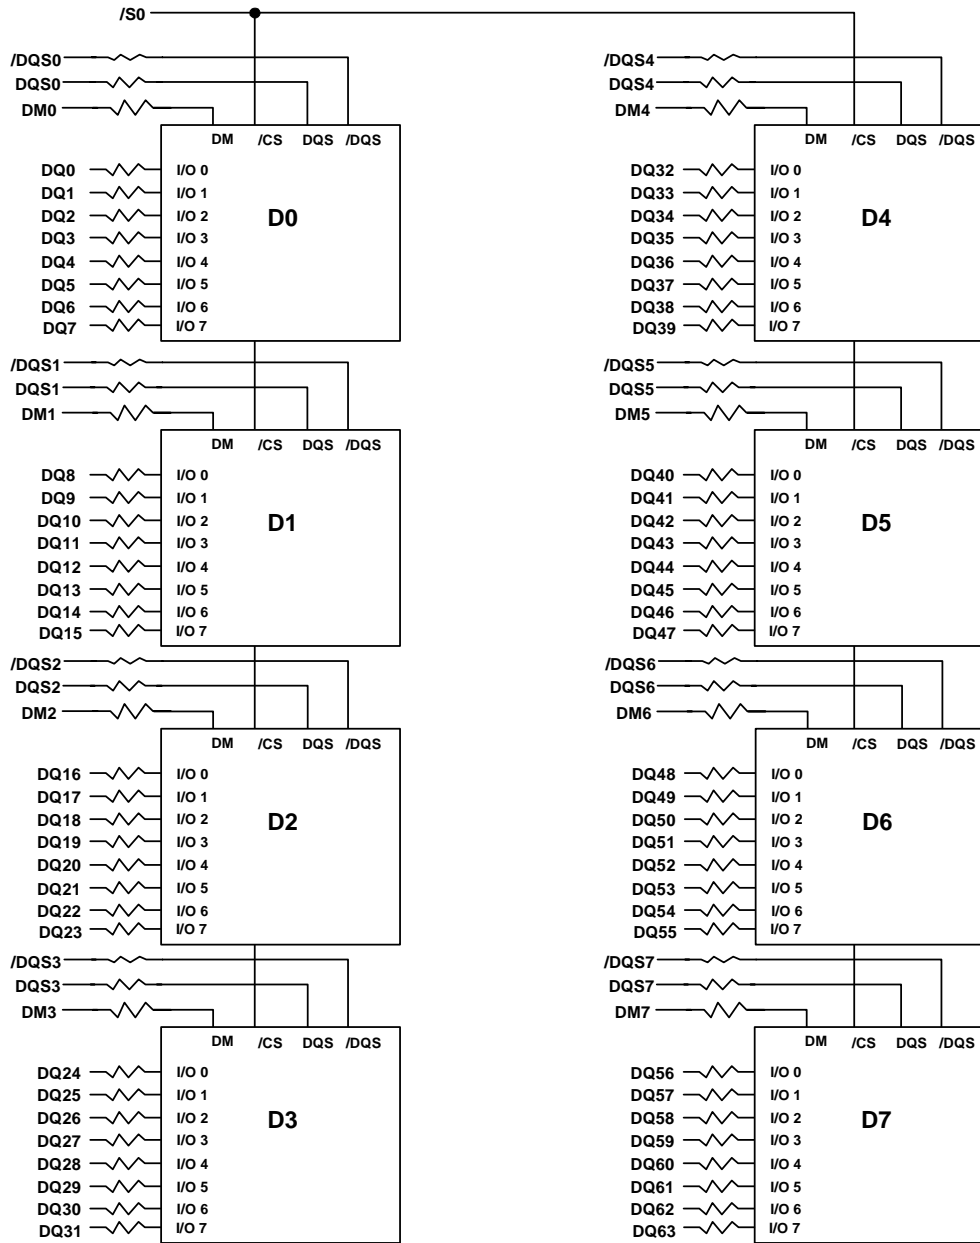 /S0
/DQS0
DQS0
DM0
DM /CS DQS /DQS
DQ0 I/O 0
DQ1 I/O 1
DQ2 I/O 2
D0
DQ3 I/O 3
DQ4 I/O 4
DQ5 I/O 5
DQ6 I/O 6
DQ7 I/O 7
/DQS1
DQS1
DM1
DM /CS DQS /DQS
DQ8 I/O 0
DQ9 I/O 1
DQ10 I/O 2
D1
DQ11 I/O 3
DQ12 I/O 4
DQ13 I/O 5
DQ14 I/O 6
DQ15 I/O 7
/DQS2
DQS2
DM2
DM /CS DQS /DQS
DQ16 I/O 0
DQ17 I/O 1
DQ18 I/O 2
D2
DQ19 I/O 3
DQ20 I/O 4
DQ21 I/O 5
DQ22 I/O 6
DQ23 I/O 7
/DQS3
DQS3
DM3
DM /CS DQS /DQS
DQ24 I/O 0
DQ25 I/O 1
DQ26 I/O 2
D3
DQ27 I/O 3
DQ28 I/O 4
DQ29 I/O 5
DQ30 I/O 6
DQ31 I/O 7
/DQS4
DQS4
DM4
DM /CS DQS /DQS
DQ32 I/O 0
DQ33 I/O 1
DQ34 I/O 2
D4
DQ35 I/O 3
DQ36 I/O 4
DQ37 I/O 5
DQ38 I/O 6
DQ39 I/O 7
/DQS5
DQS5
DM5
DM /CS DQS /DQS
DQ40 I/O 0
DQ41 I/O 1
DQ42 I/O 2
D5
DQ43 I/O 3
DQ44 I/O 4
DQ45 I/O 5
DQ46 I/O 6
DQ47 I/O 7
/DQS6
DQS6
DM6
DM /CS DQS /DQS
DQ48 I/O 0
DQ49 I/O 1
DQ50 I/O 2
D6
DQ51 I/O 3
DQ52 I/O 4
DQ53 I/O 5
DQ54 I/O 6
DQ55 I/O 7
/DQS7
DQS7
DM7
DM /CS DQS /DQS
DQ56 I/O 0
DQ57 I/O 1
DQ58 I/O 2
D7
DQ59 I/O 3
DQ60 I/O 4
DQ61 I/O 5
DQ62 I/O 6
DQ63 I/O 7